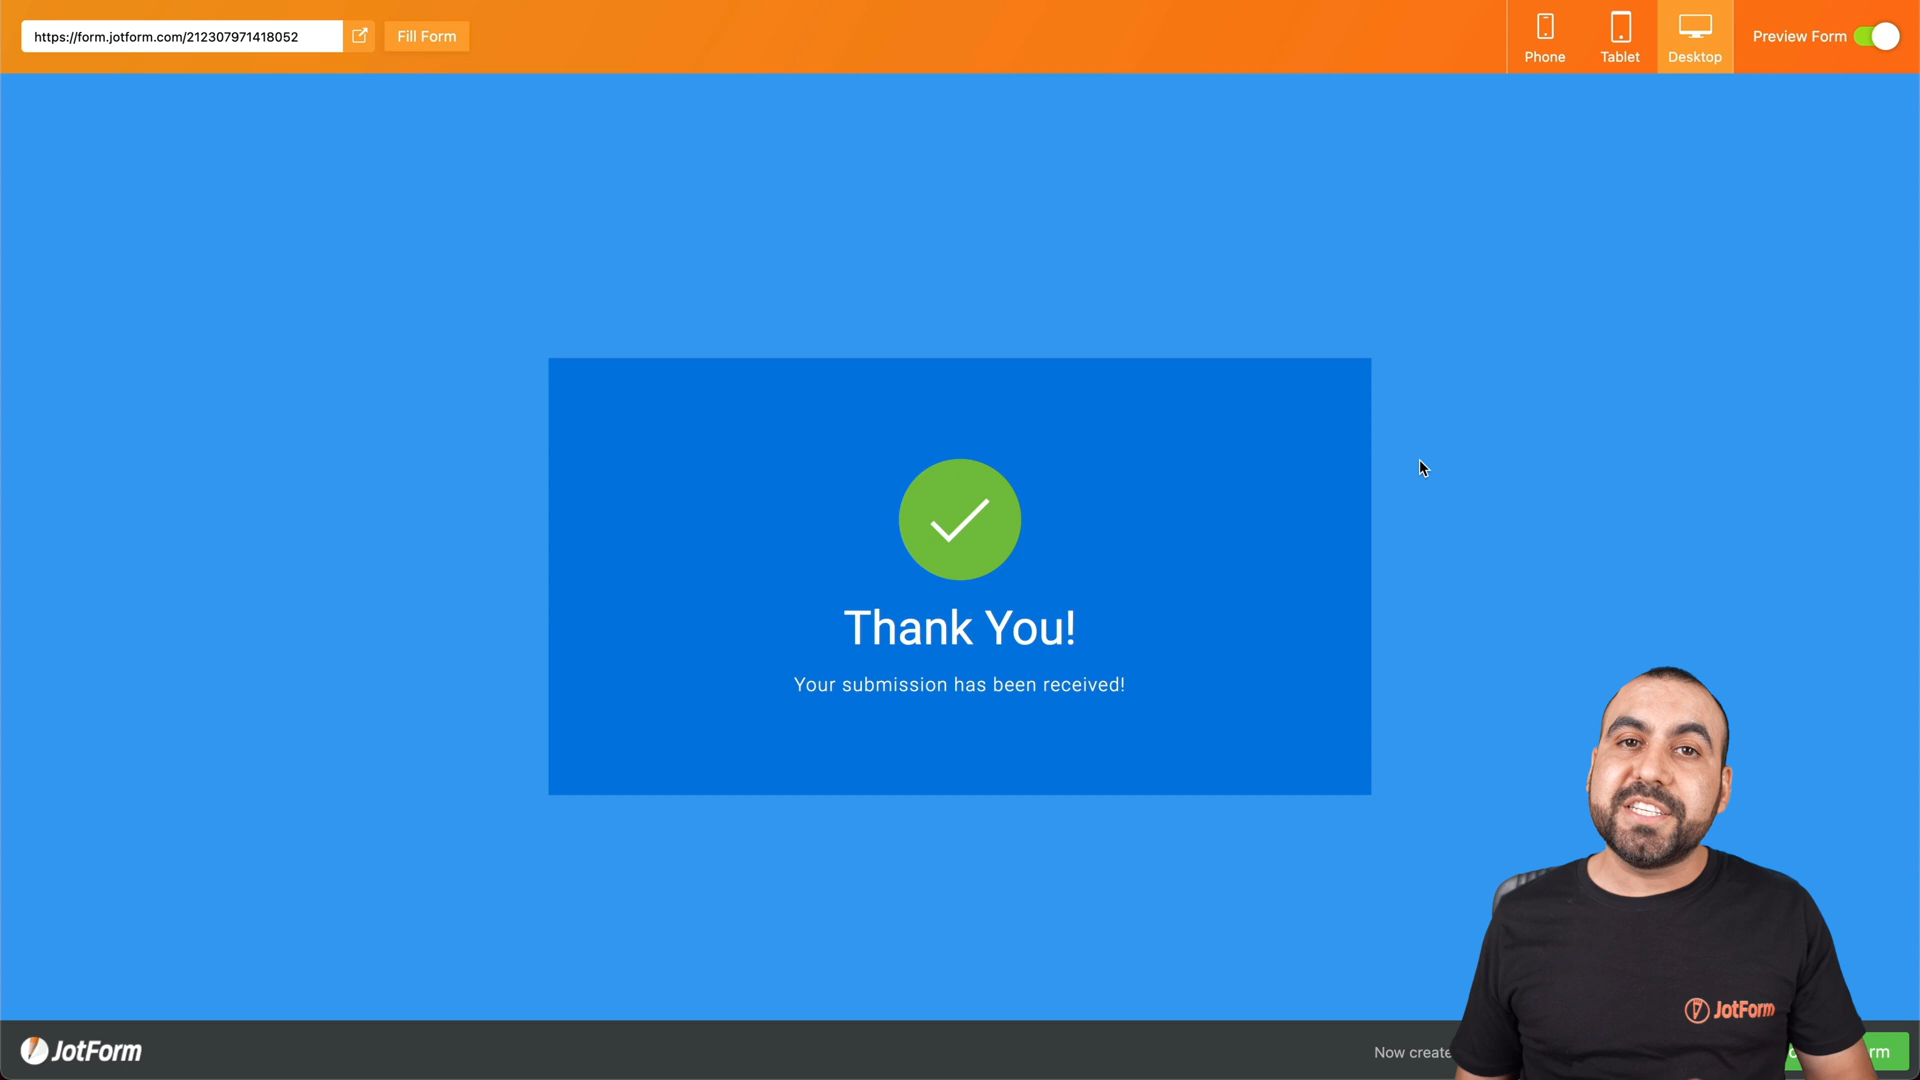 https://form.jotform.com/212307971418052
Fill Form
Phone
Tablet
Desktop
Preview Form
Thank You!
Your submission has been received!
JotForm
JotForm
Now create